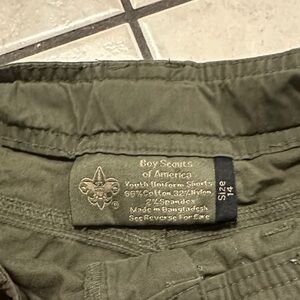 Boy Scouts
of America
Youth Uniform Shorts
66% Cotton, 32% Nylon,
2% Spandex
Made in Bangladesh
See Reverse For Care
®
Size
14